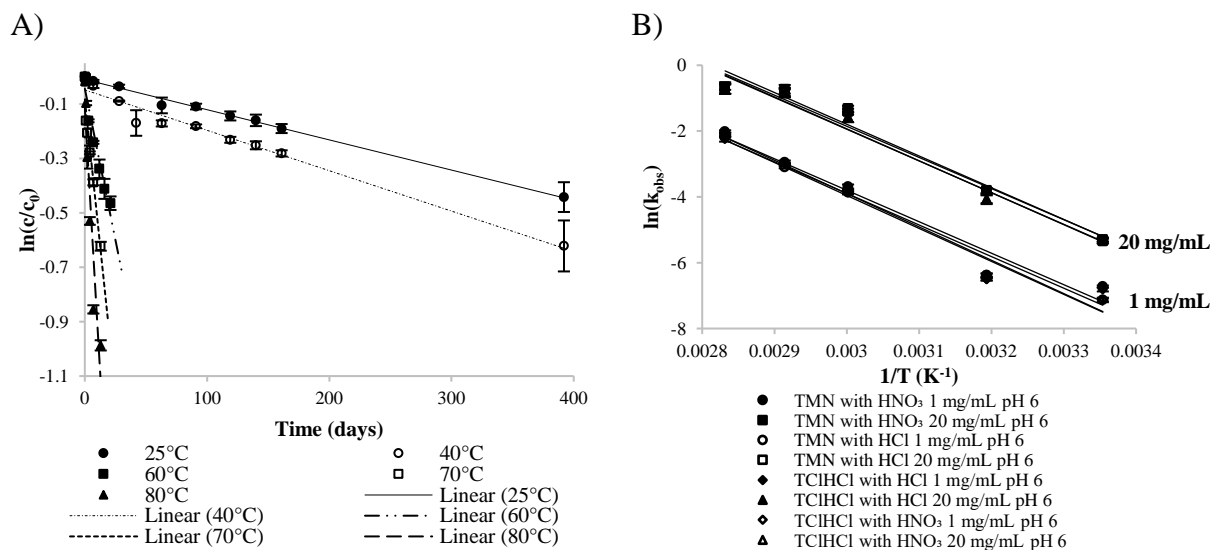 A)
-0.1
-0.3
-0.5
-0.7
-0.9
-1.1
ln(c/c₀)
0 100 200 300 400
Time (days)
25°C 40°C
60°C 70°C
80°C Linear (25°C)
Linear (40°C) Linear (60°C)
Linear (70°C) Linear (80°C)
B)
0
-2
-4
-6
-8
ln(k_obs)
20 mg/mL
1 mg/mL
0.0028 0.0029 0.003 0.0031 0.0032 0.0033 0.0034
1/T (K⁻¹)
TMN with HNO₃ 1 mg/mL pH 6
TMN with HNO₃ 20 mg/mL pH 6
TMN with HCl 1 mg/mL pH 6
TMN with HCl 20 mg/mL pH 6
TClHCl with HCl 1 mg/mL pH 6
TClHCl with HCl 20 mg/mL pH 6
TClHCl with HNO₃ 1 mg/mL pH 6
TClHCl with HNO₃ 20 mg/mL pH 6